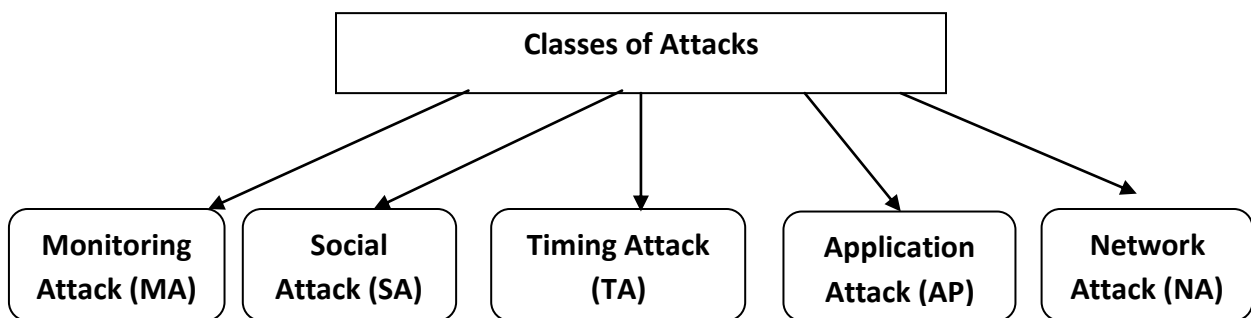 Classes of Attacks
Monitoring
Attack (MA)
Social
Attack (SA)
Timing Attack
(TA)
Application
Attack (AP)
Network
Attack (NA)